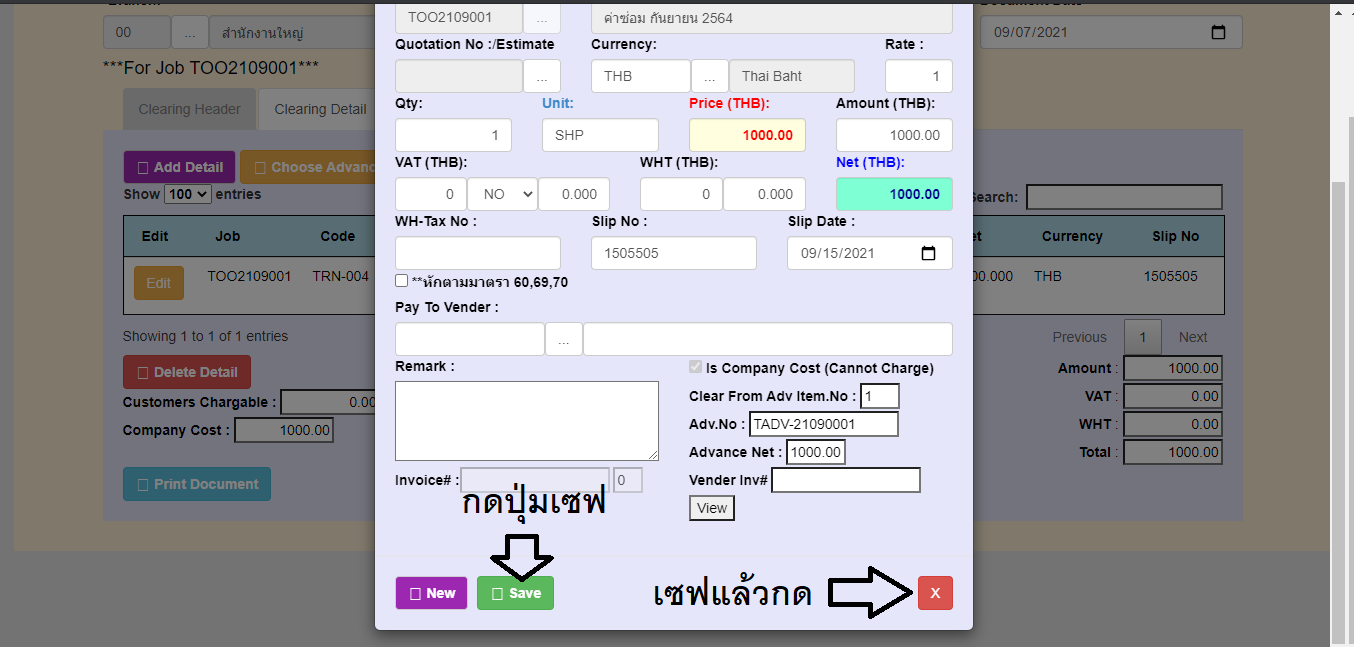 TOO2109001 ... ค่าซ่อม กันยายน 2564
00 ... สำนักงานใหญ่
09/07/2021
***For Job TOO2109001***
Quotation No :/Estimate Currency: Rate :
... THB ... Thai Baht 1
Clearing Header Clearing Detail
Qty: Unit: Price (THB): Amount (THB):
1 SHP 1000.00 1000.00
Add Detail
VAT (THB): WHT (THB): Net (THB):
0 NO 0.000 0 0.000 1000.00
Show 100 entries
WH-Tax No : Slip No : Slip Date :
1505505 09/15/2021
Edit Job Code Currency Slip No
Edit TOO2109001 TRN-004 THB 1505505
**หักตามมาตรา 60,69,70
Pay To Vender :
...
Showing 1 to 1 of 1 entries
Previous 1 Next
Remark : Is Company Cost (Cannot Charge)
Delete Detail
Amount : 1000.00
Clear From Adv Item.No : 1
VAT : 0.00
Customers Chargable : 0.00
Adv.No : TADV-21090001
WHT : 0.00
Company Cost : 1000.00
Advance Net : 1000.00
Total : 1000.00
Invoice# : 0 Vender Inv#
Print Document
View
กดปุ่มเซฟ
New Save
เซฟแล้วกด
X